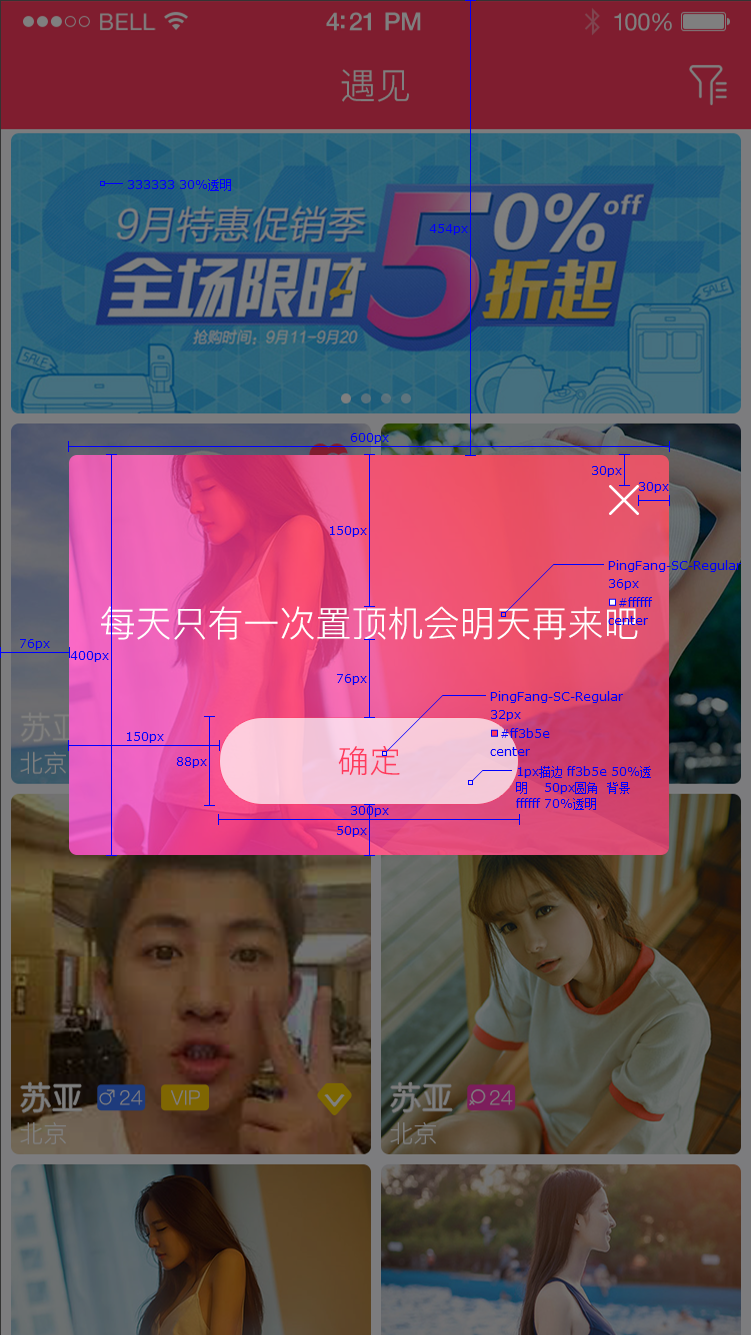 BELL 4:21 PM 100%
遇见
333333 30%透明
454px
9月特惠促销季
50%off
全场限时
折起
抢购时间：9月11-9月20
SALE
SALE
SALE
600px
30px
30px
150px
PingFang-SC-Regular
36px
#ffffff
center
每天只有一次置顶机会明天再来吧
76px
400px
76px
PingFang-SC-Regular
32px
#ff3b5e
center
苏亚
北京
150px
88px
确定
1px描边 ff3b5e 50%透
明 50px圆角 背景
ffffff 70%透明
300px
50px
苏亚 24 VIP
北京
苏亚 24
北京